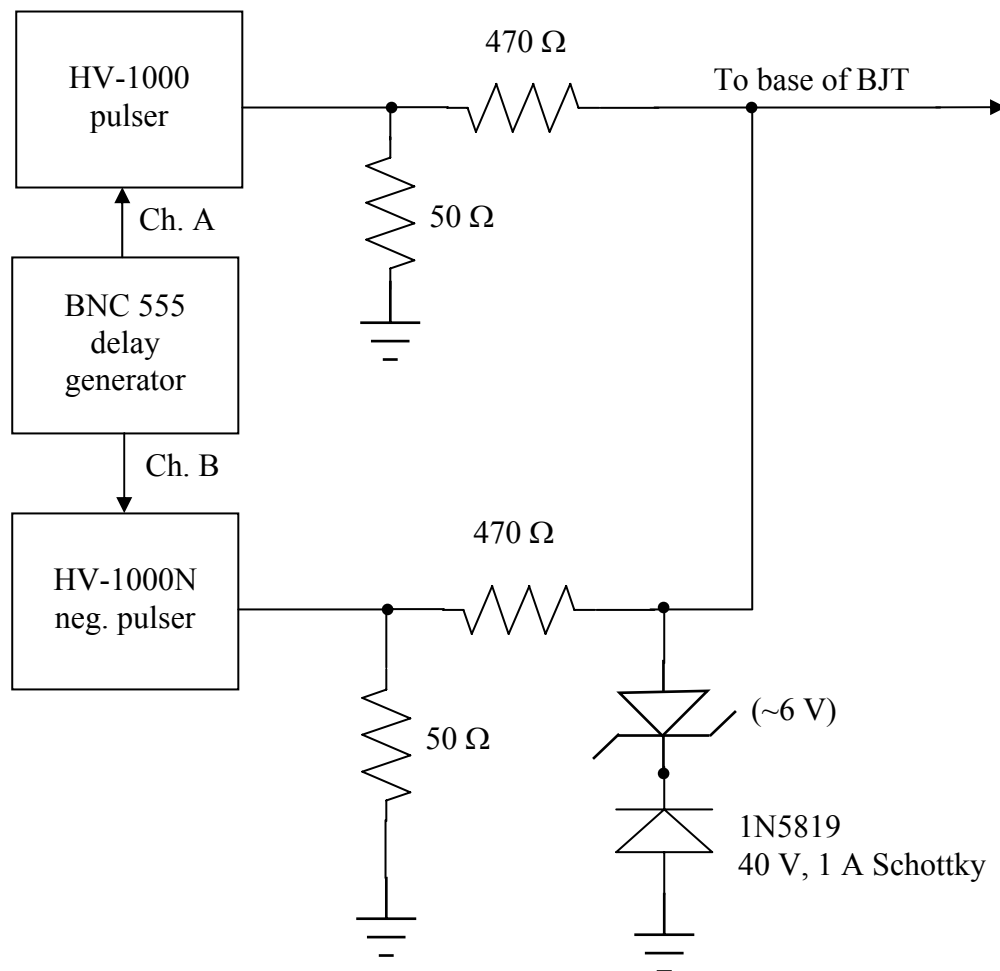 HV-1000
pulser
470 Ω
To base of BJT
50 Ω
Ch. A
BNC 555
delay
generator
Ch. B
HV-1000N
neg. pulser
470 Ω
50 Ω
(~6 V)
1N5819
40 V, 1 A Schottky